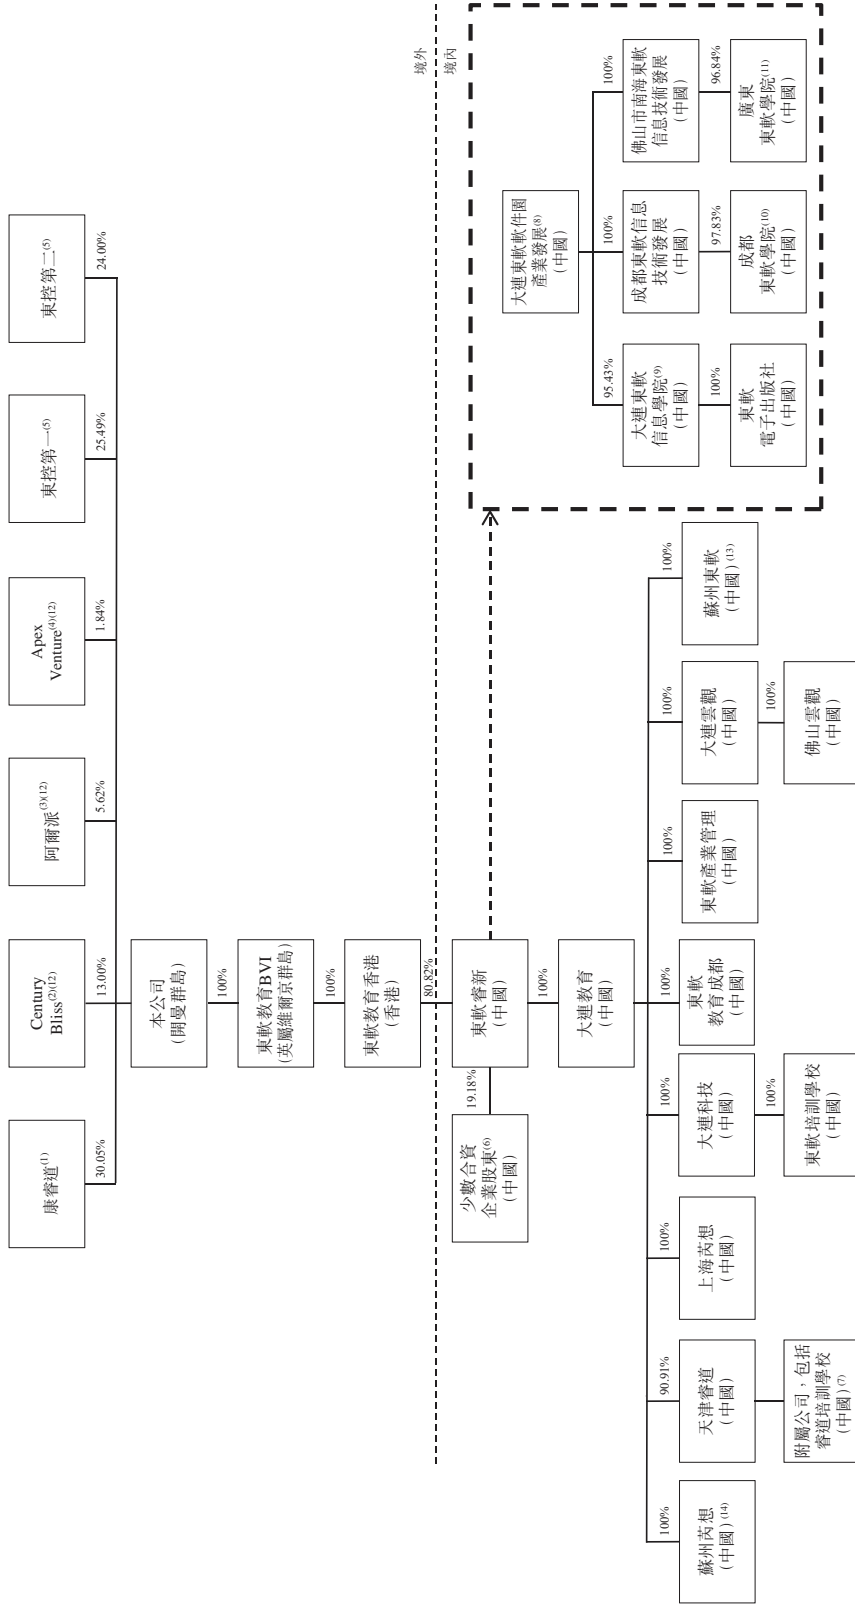 康睿道(1)
Century
Bliss(2)(12)
阿爾派(3)(12)
Apex
Venture(4)(12)
東控第一(5)
東控第二(5)
30.05%
13.00%
5.62%
1.84%
25.49%
24.00%
本公司
(開曼群島)
100%
東軟教育BVI
(英屬維爾京群島)
100%
東軟教育香港
(香港)
80.82%
境外
境內
少數合資
企業股東(6)
(中國)
19.18%
東軟睿新
(中國)
100%
大連教育
(中國)
100%
90.91%
100%
100%
100%
100%
100%
100%
蘇州芮想
(中國)(14)
天津睿道
(中國)
上海芮想
(中國)
大連科技
(中國)
東軟
教育成都
(中國)
東軟產業管理
(中國)
大連雲觀
(中國)
蘇州東軟
(中國)(13)
100%
100%
附屬公司，包括
睿道培訓學校
(中國)(7)
東軟培訓學校
(中國)
佛山雲觀
(中國)
大連東軟軟件園
產業發展(8)
(中國)
95.43%
100%
100%
大連東軟
信息學院(9)
(中國)
成都東軟信息
技術發展
(中國)
佛山市南海東軟
信息技術發展
(中國)
100%
97.83%
96.84%
東軟
電子出版社
(中國)
成都
東軟學院(10)
(中國)
廣東
東軟學院(11)
(中國)